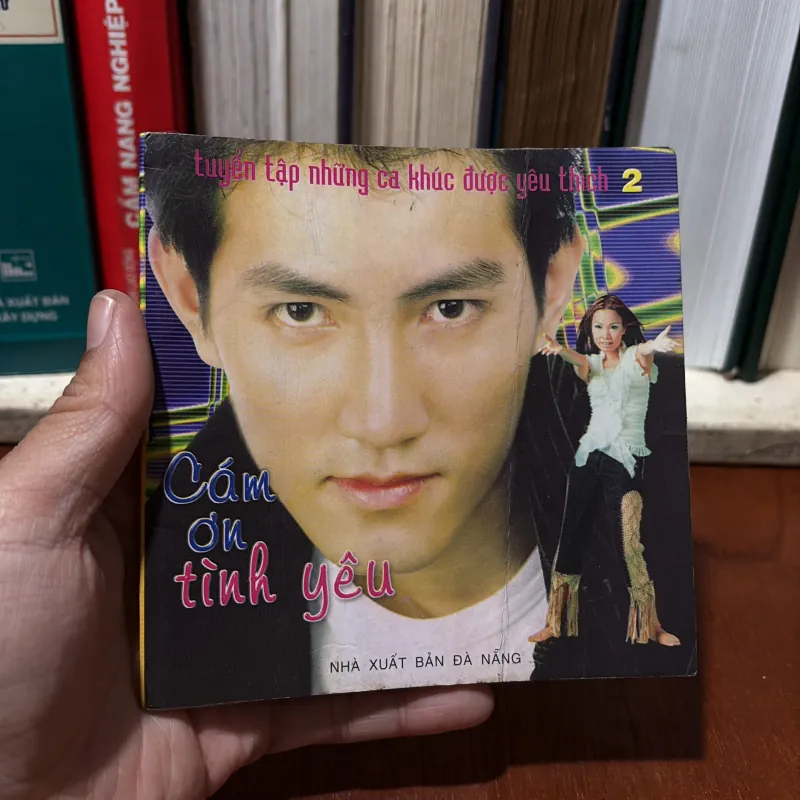 CẨM NANG NGHIỆP
À XUẤT BẢN
ÂY DỰNG
tuyển tập những ca khúc được yêu thích 2
Cám
ơn
tình yêu
NHÀ XUẤT BẢN ĐÀ NẴNG